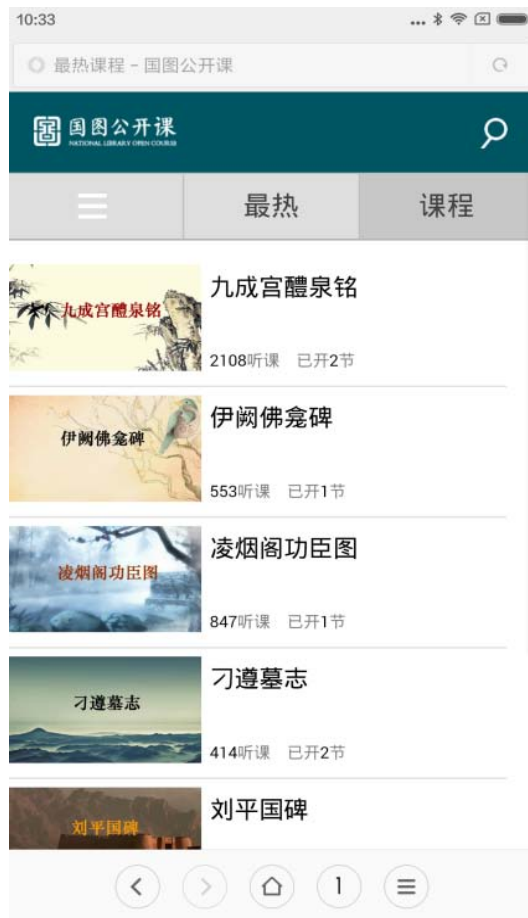 10:33
最热课程 - 国图公开课
国图公开课
NATIONAL LIBRARY OPEN COURSE
最热
课程
九成宫醴泉铭
九成宫醴泉铭
2108听课 已开2节
伊阙佛龛碑
伊阙佛龛碑
553听课 已开1节
凌烟阁功臣图
凌烟阁功臣图
847听课 已开1节
刁遵墓志
刁遵墓志
414听课 已开2节
刘平国碑
刘平国碑
1